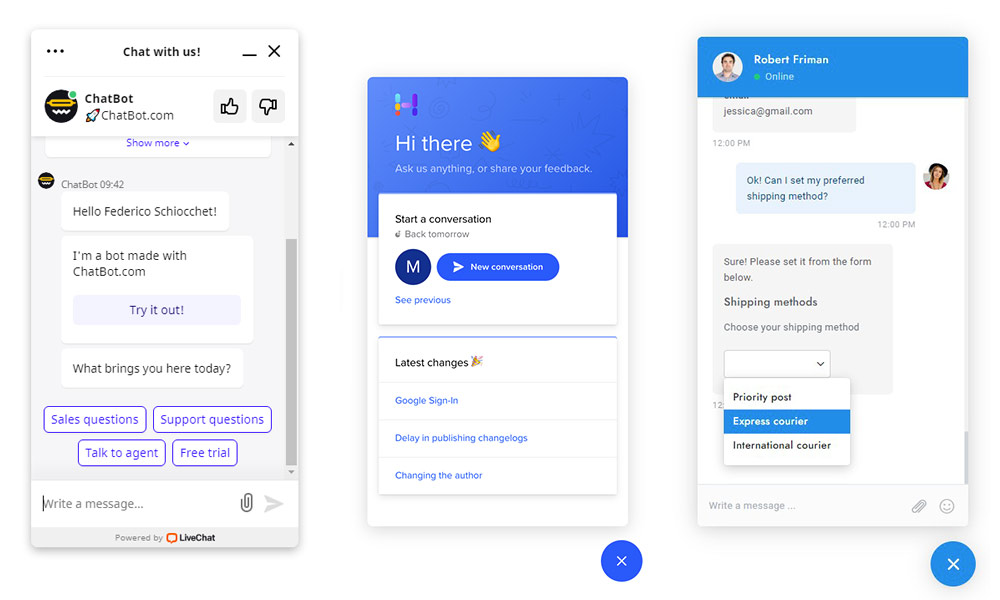 Chat with us!
ChatBot
🚀ChatBot.com
Show more
ChatBot 09:42
Hello Federico Schiocchet!
I'm a bot made with
ChatBot.com
Try it out!
What brings you here today?
Sales questions
Support questions
Talk to agent
Free trial
Write a message...
Powered by LiveChat
Hi there 👋
Ask us anything, or share your feedback.
Start a conversation
Back tomorrow
M
New conversation
See previous
Latest changes 🎉
Google Sign-In
Delay in publishing changelogs
Changing the author
Robert Friman
Online
jessica@gmail.com
12:00 PM
Ok! Can I set my preferred
shipping method?
12:00 PM
Sure! Please set it from the form
below.
Shipping methods
Choose your shipping method
12:
Priority post
Express courier
International courier
Write a message ...